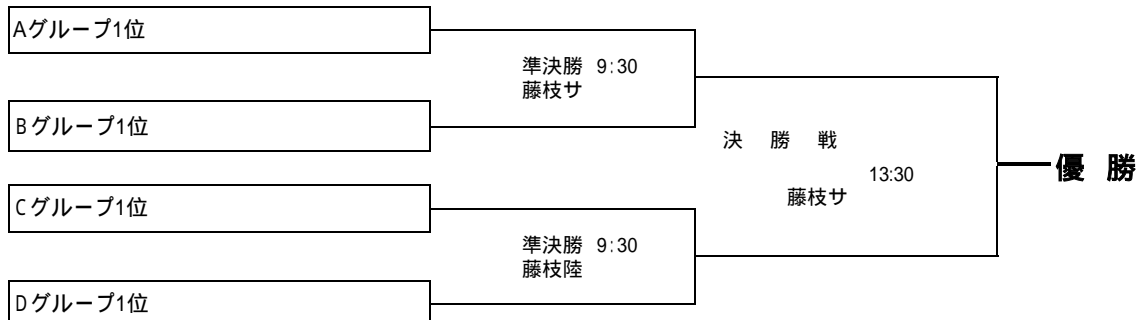 Aグループ1位
準決勝 9:30
藤枝サ
Bグループ1位
決 勝 戦
13:30
藤枝サ
優 勝
Cグループ1位
準決勝 9:30
藤枝陸
Dグループ1位